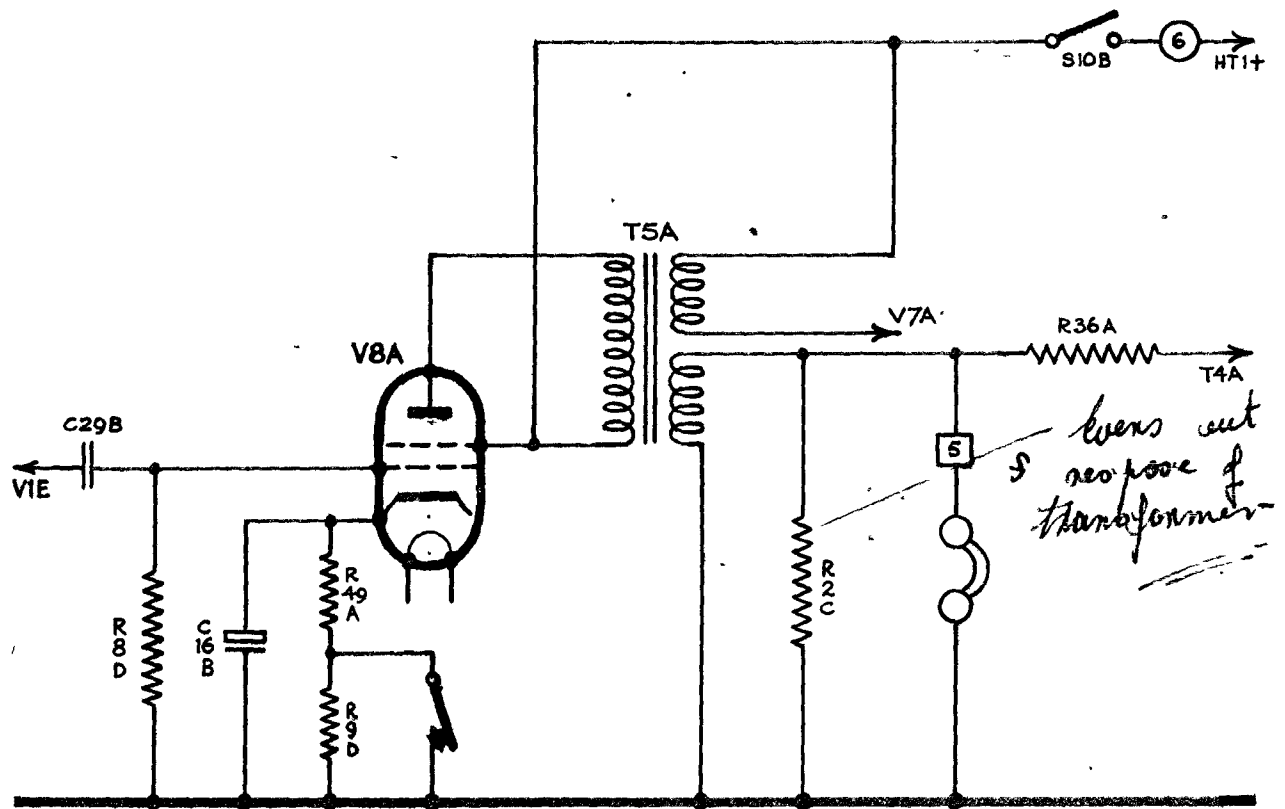 S10B
6
HT1+
T5A
V7A
R36A
T4A
V8A
C29B
V1E
5
Evens out
respose of
transformer
R
49
A
R
2
C
R
8
D
C
16
B
R
9
D